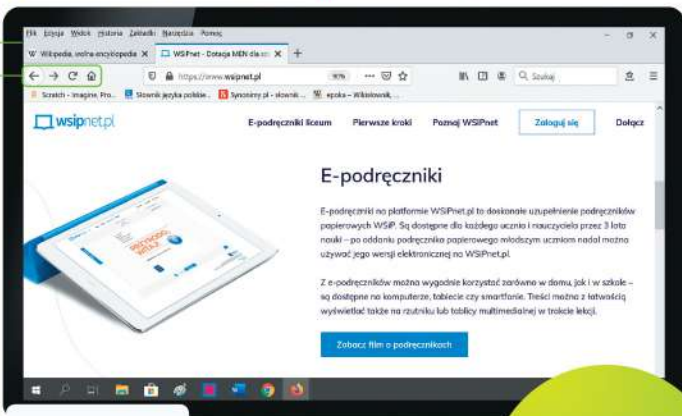 Plik Edycja Widok Historia Zakładki Narzędzia Pomoc
W Wikipedia, wolna encyklopedia
WSiPnet - Dotacja MEN dla
https://www.wsipnet.pl
90%
Szukaj
Scratch - Imagine, Pro...
Słownik języka polskie...
Synonimy.pl - słownik ...
epoka – Wikisłownik, ...
wsipnet.pl
E-podręczniki liceum
Pierwsze kroki
Poznaj WSiPnet
Zaloguj się
Dołącz
E-podręczniki
E-podręczniki na platformie WSiPnet.pl to doskonałe uzupełnienie podręczników
papierowych WSiP. Są dostępne dla każdego ucznia i nauczyciela przez 3 lata
nauki – po oddaniu podręcznika papierowego młodszym uczniom nadal można
używać jego wersji elektronicznej na WSiPnet.pl.
Z e-podręczników można wygodnie korzystać zarówno w domu, jak i w szkole –
są dostępne na komputerze, tablecie czy smartfonie. Treści można z łatwością
wyświetlać także na rzutniku lub tablicy multimedialnej w trakcie lekcji.
Zobacz film o podręcznikach
PRZYRODO,
WITAJ!